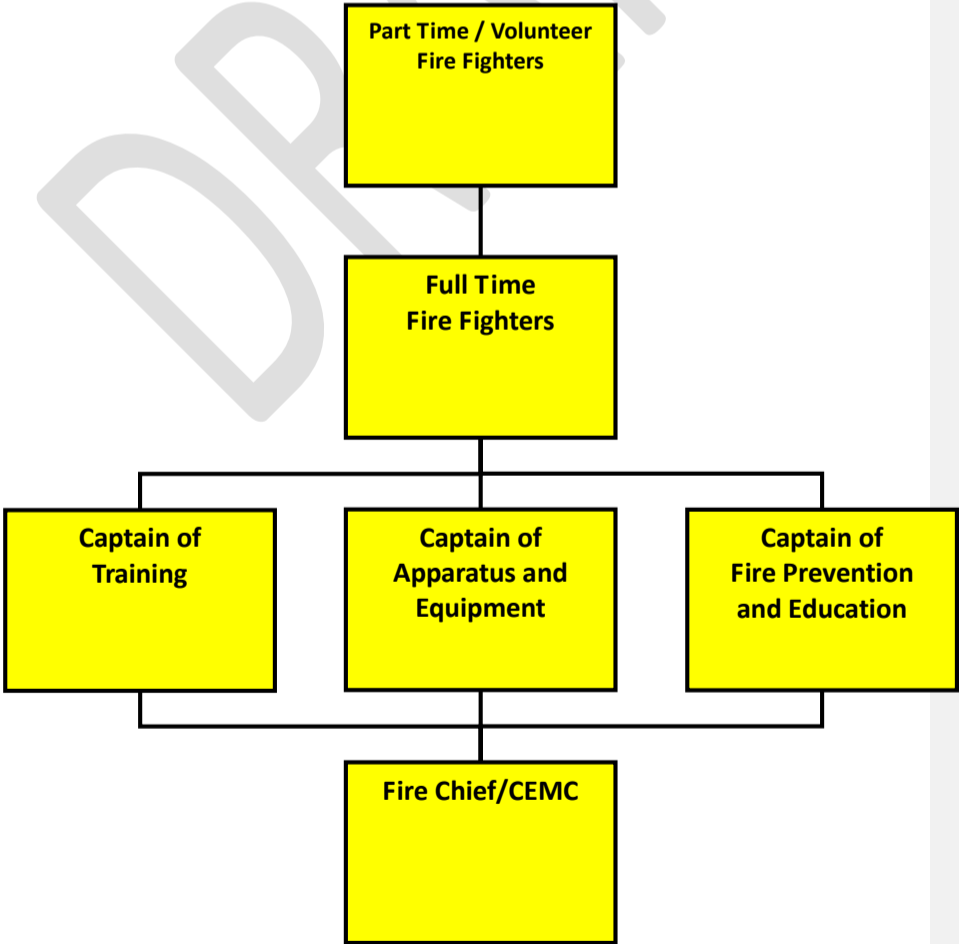 Part Time / Volunteer
Fire Fighters
Full Time
Fire Fighters
Captain of
Training
Captain of
Apparatus and
Equipment
Captain of
Fire Prevention
and Education
Fire Chief/CEMC